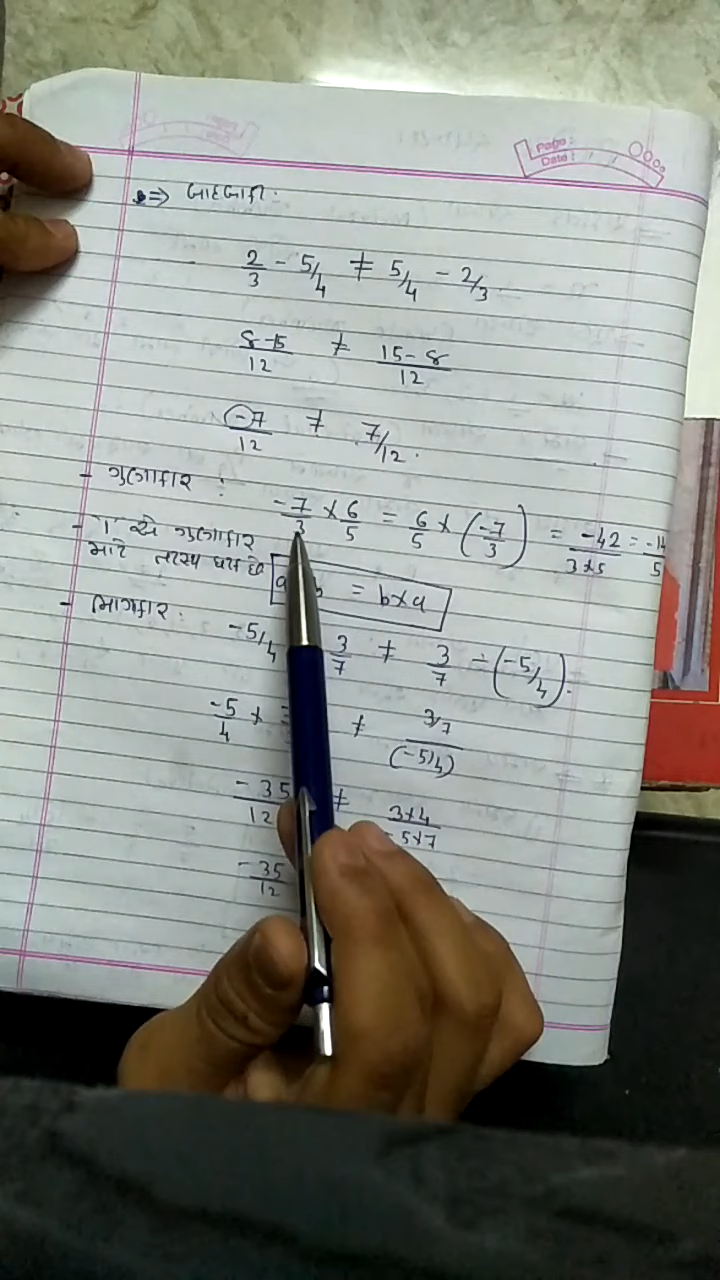 Page :
Date :
⇒ બાદબાકી.
2/3 - 5/4 ≠ 5/4 - 2/3
8-15/12 ≠ 15-8/12
-7/12 ≠ 7/12.
- ગુણાકાર :
-7/3 × 6/5 = 6/5 × (-7/3) = -42/3×5 = -14/5
- 1 એ ગુણાકાર
માટે તટસ્થ ઘટક છે
= b×a
- ભાગાકાર.
-5/4 3/7 ≠ 3/7 ÷ (-5/4).
-5/4 × ≠ 3/7/(-5/4)
-35/12 ≠ 3×4/-5×7
-35/12